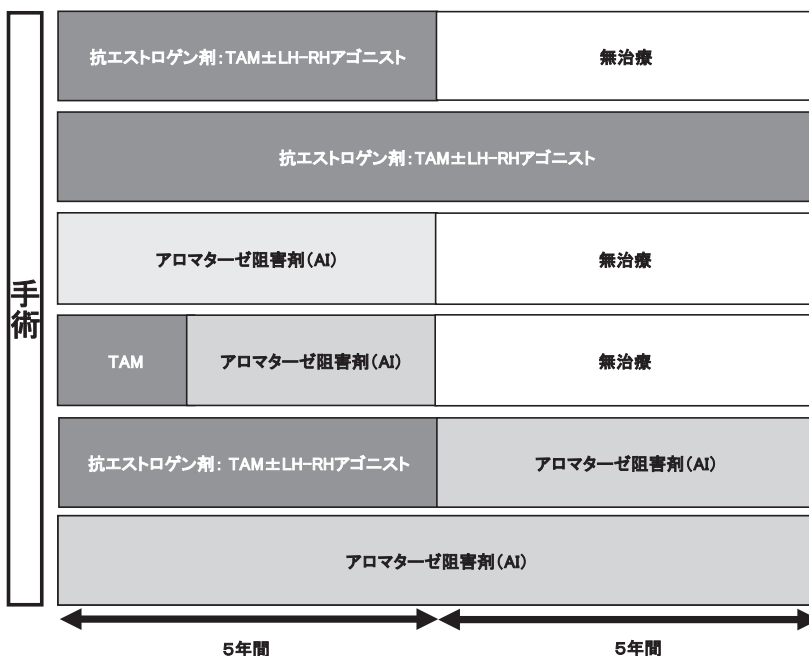 手術
抗エストロゲン剤：TAM±LH-RHアゴニスト
無治療
抗エストロゲン剤：TAM±LH-RHアゴニスト
アロマターゼ阻害剤（AI）
無治療
TAM
アロマターゼ阻害剤（AI）
無治療
抗エストロゲン剤： TAM±LH-RHアゴニスト
アロマターゼ阻害剤（AI）
アロマターゼ阻害剤（AI）
5年間
5年間